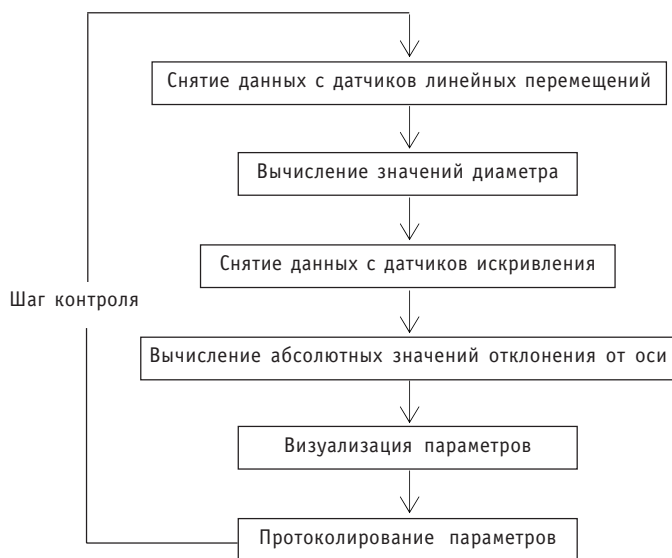 Снятие данных с датчиков линейных перемещений
Вычисление значений диаметра
Снятие данных с датчиков искривления
Шаг контроля
Вычисление абсолютных значений отклонения от оси
Визуализация параметров
Протоколирование параметров